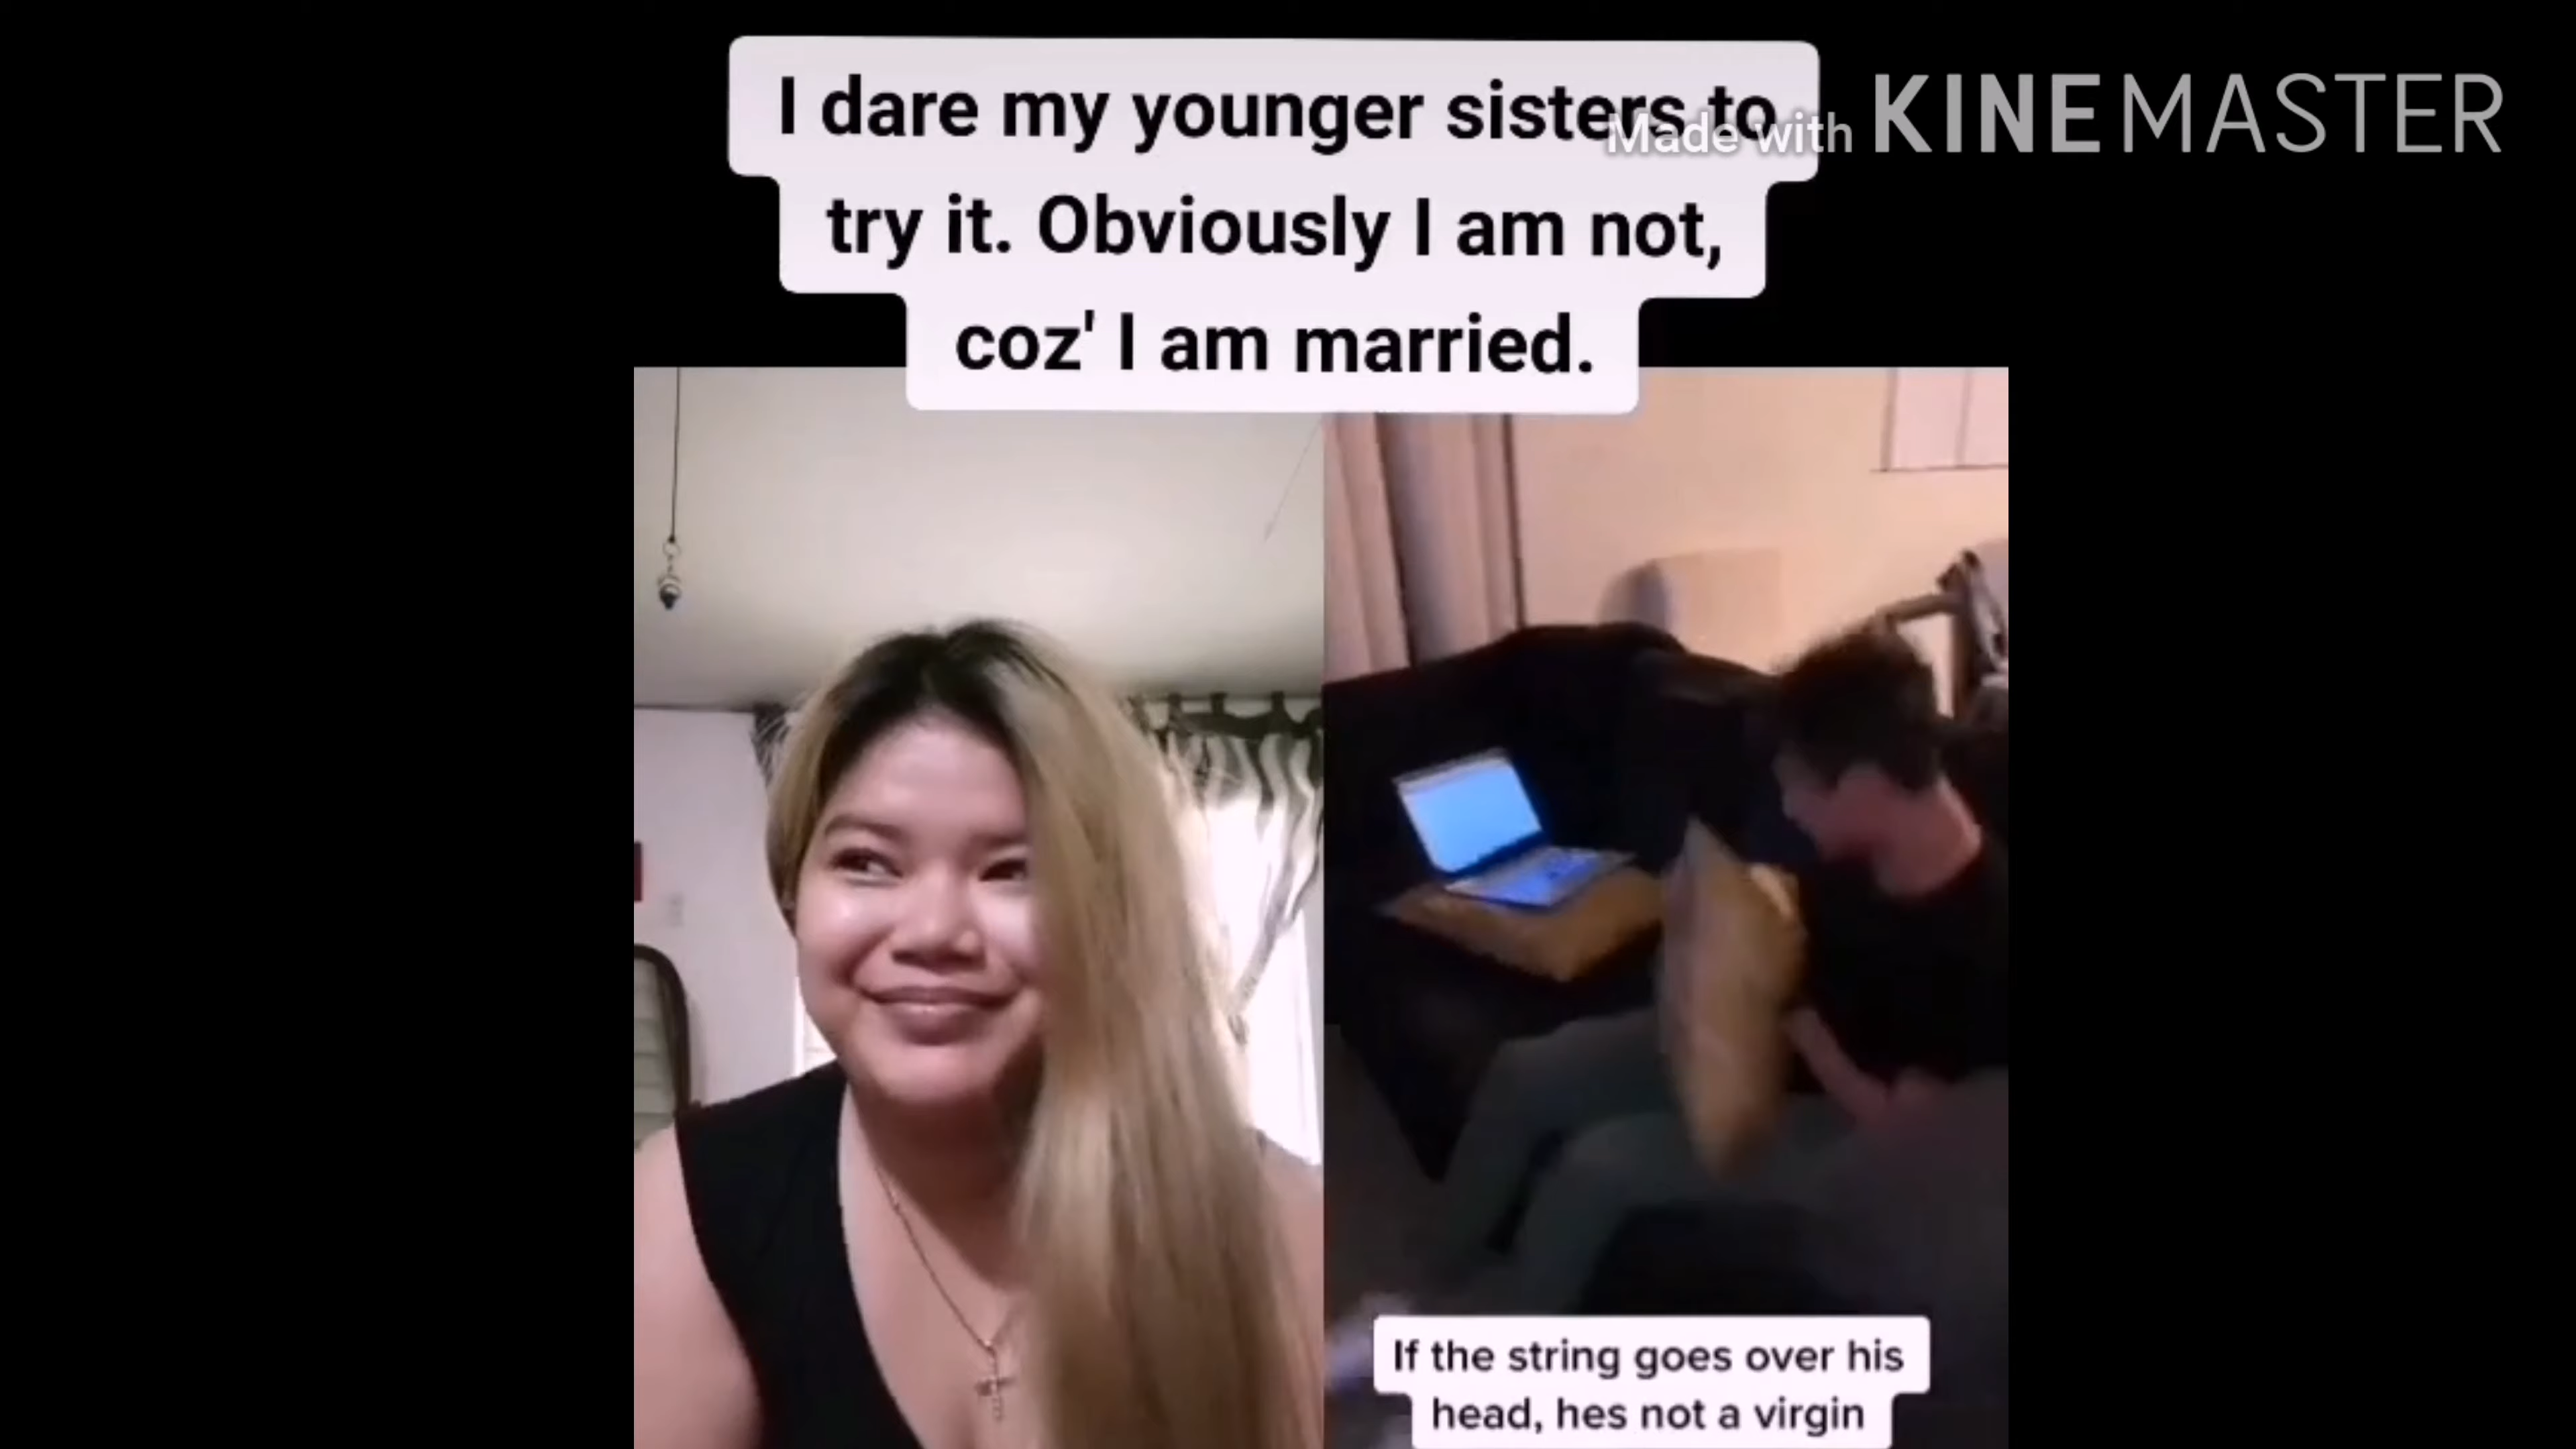 I dare my younger sisters to
try it. Obviously I am not,
coz' I am married.
Made with KINEMASTER
If the string goes over his
head, hes not a virgin